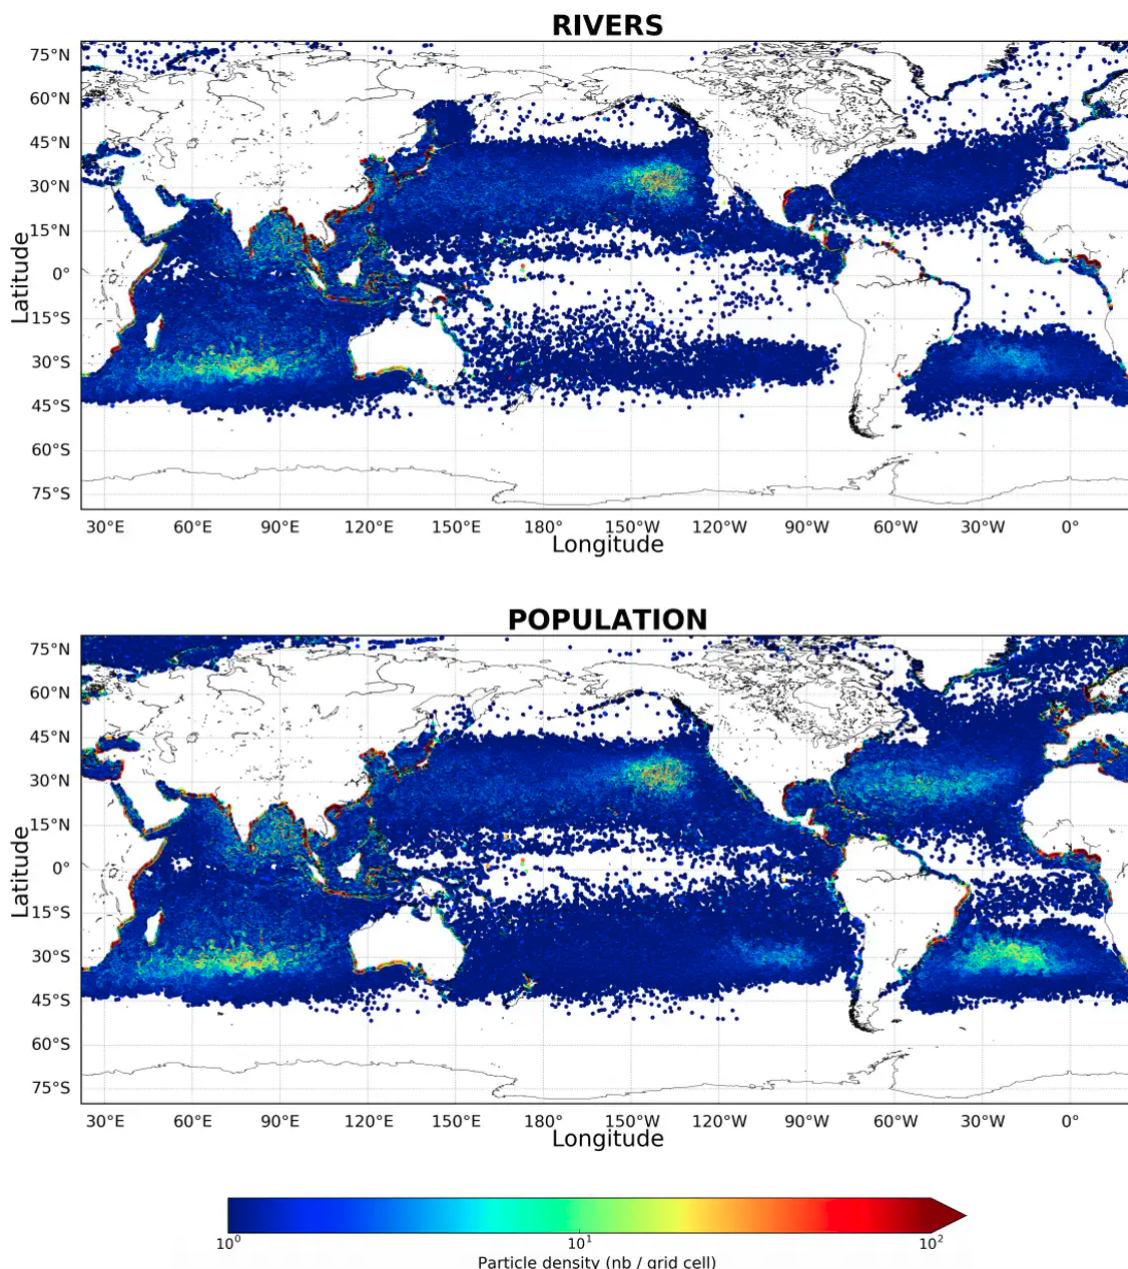 RIVERS
75°N
60°N
45°N
30°N
15°N
0°
15°S
30°S
45°S
60°S
75°S
Latitude
30°E 60°E 90°E 120°E 150°E 180° 150°W 120°W 90°W 60°W 30°W 0°
Longitude
POPULATION
75°N
60°N
45°N
30°N
15°N
0°
15°S
30°S
45°S
60°S
75°S
Latitude
30°E 60°E 90°E 120°E 150°E 180° 150°W 120°W 90°W 60°W 30°W 0°
Longitude
10⁰ 10¹ 10²
Particle density (nb / grid cell)